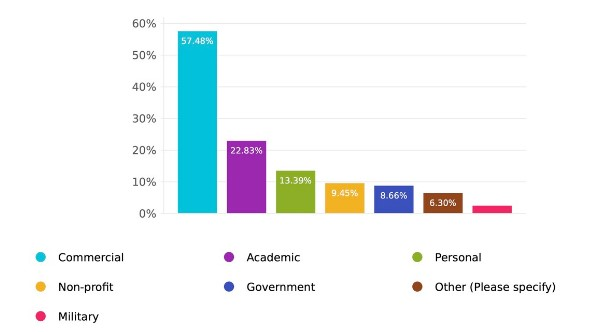 60%
57.48%
50%
40%
30%
22.83%
20%
13.39%
10%
9.45%
8.66%
6.30%
0%
Commercial
Academic
Personal
Non-profit
Government
Other (Please specify)
Military